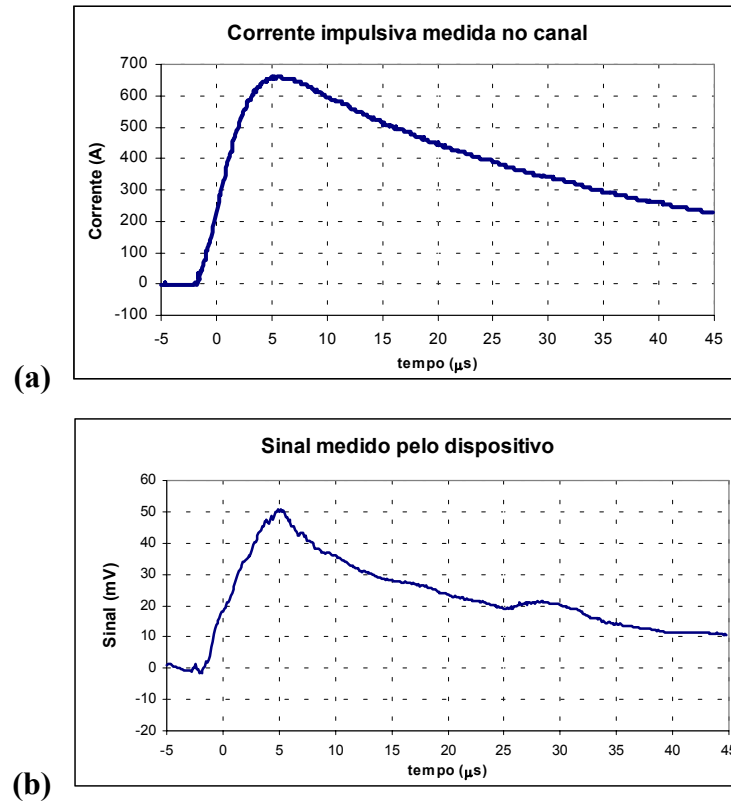 Corrente impulsiva medida no canal
700
600
500
400
300
200
100
0
-100
Corrente (A)
-5 0 5 10 15 20 25 30 35 40 45
tempo (μs)
(a)
Sinal medido pelo dispositivo
60
50
40
30
20
10
0
-10
-20
Sinal (mV)
-5 0 5 10 15 20 25 30 35 40 45
tempo (μs)
(b)